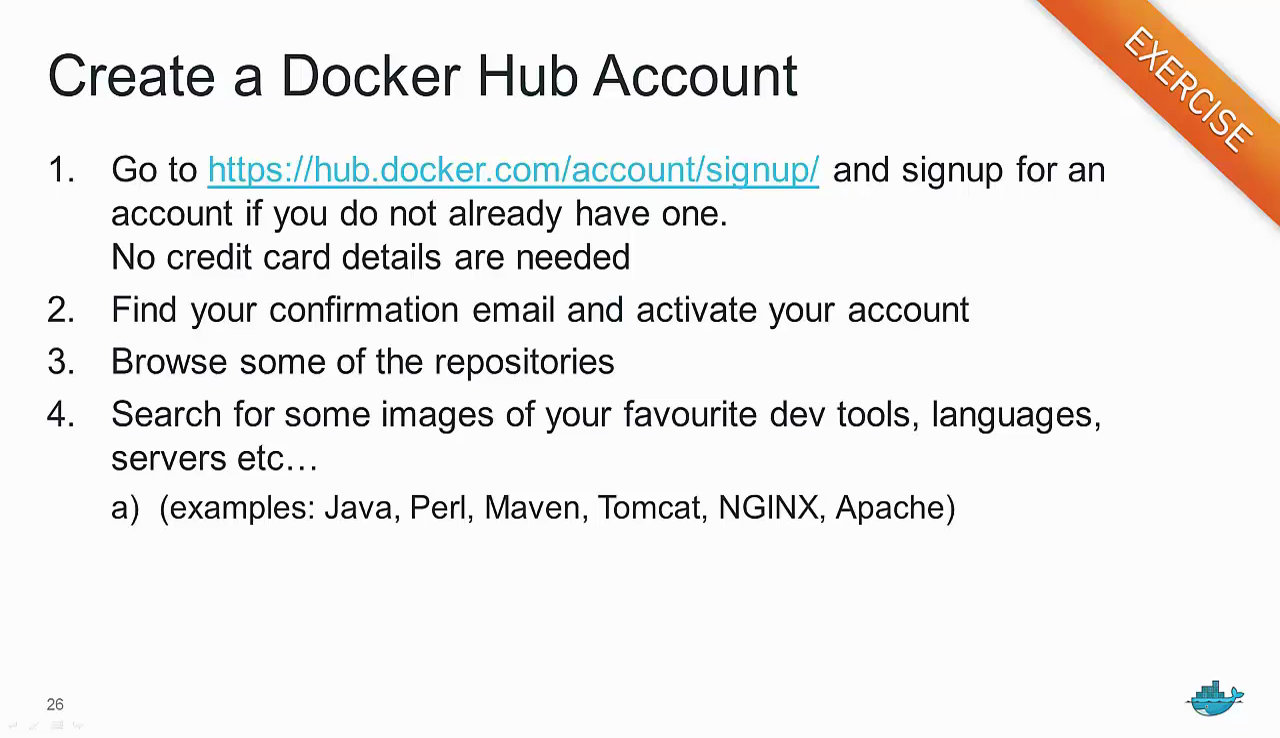 Create a Docker Hub Account
EXERCISE
1. Go to https://hub.docker.com/account/signup/ and signup for an
account if you do not already have one.
No credit card details are needed
2. Find your confirmation email and activate your account
3. Browse some of the repositories
4. Search for some images of your favourite dev tools, languages,
servers etc…
a) (examples: Java, Perl, Maven, Tomcat, NGINX, Apache)
26